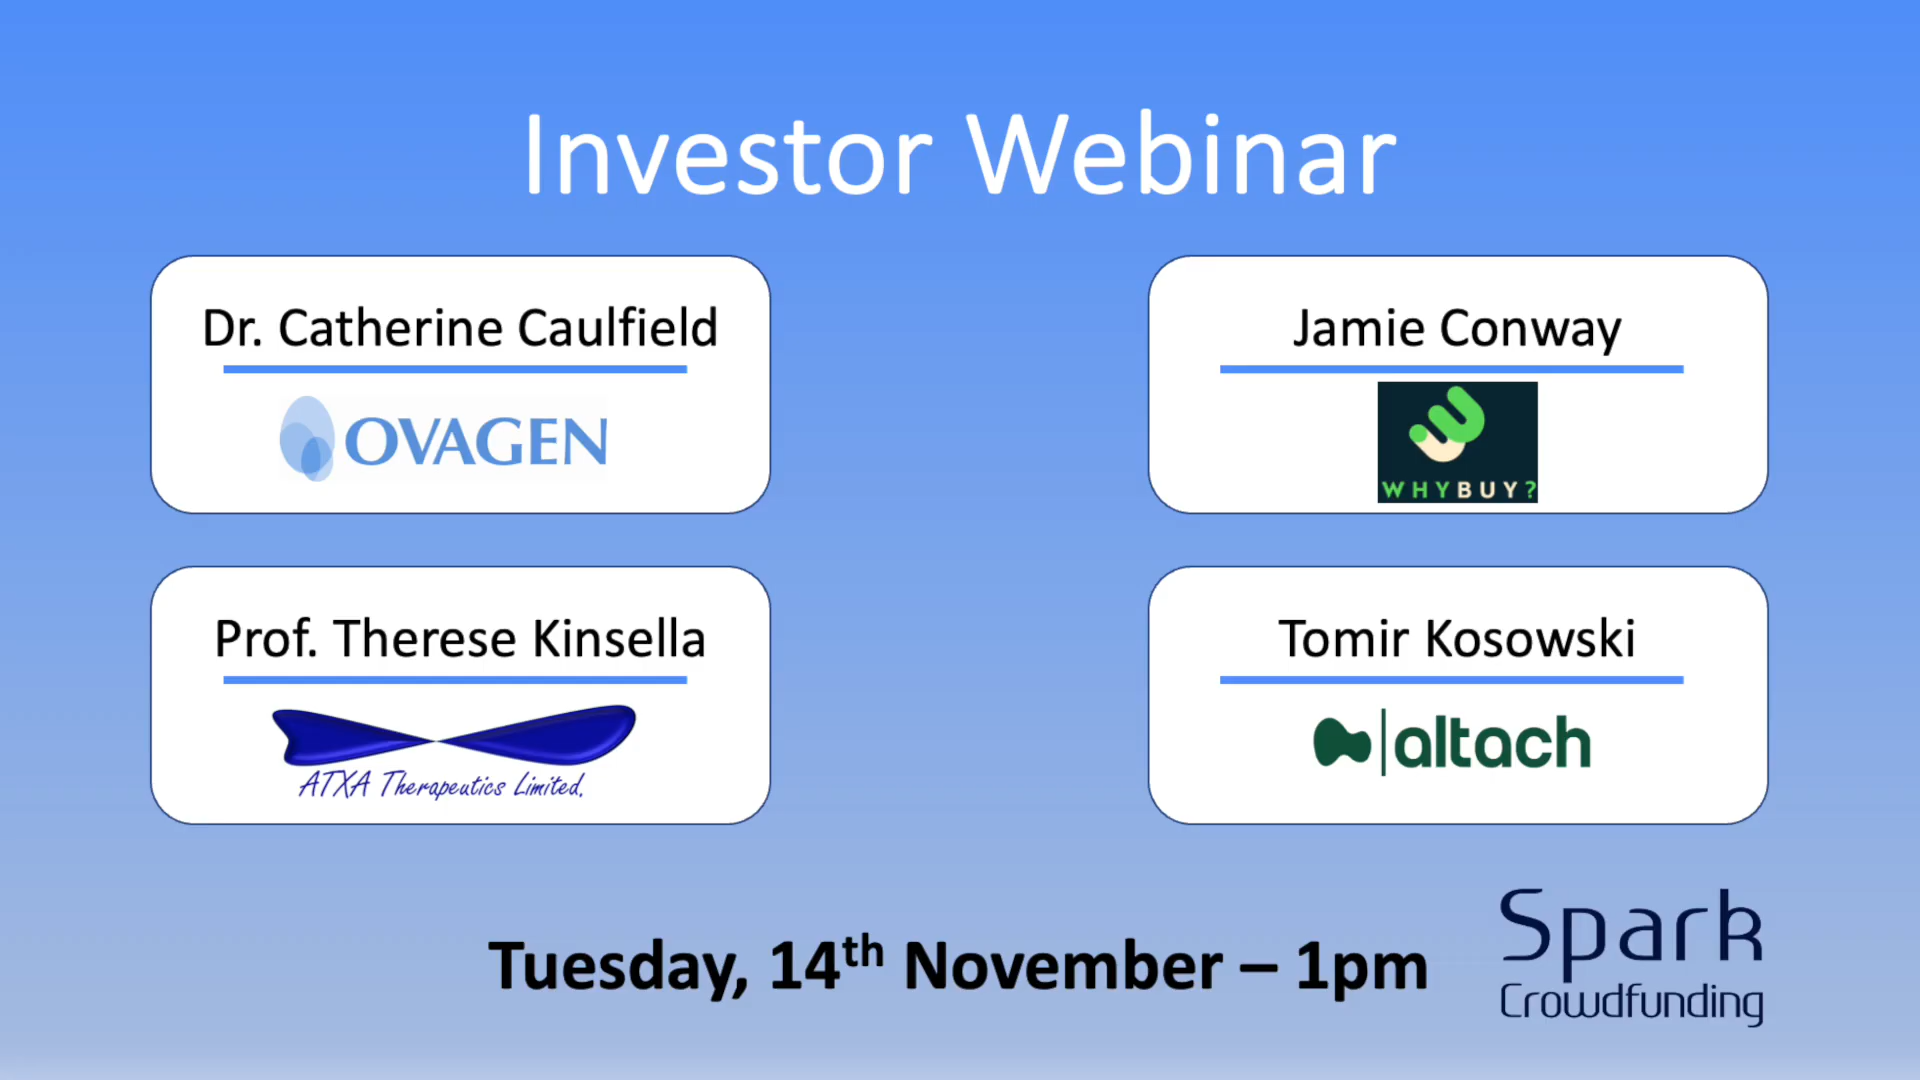 Investor Webinar
Dr. Catherine Caulfield
OVAGEN
Jamie Conway
WHYBUY?
Prof. Therese Kinsella
ATXA Therapeutics Limited.
Tomir Kosowski
altach
Tuesday, 14th November – 1pm
Spark
Crowdfunding